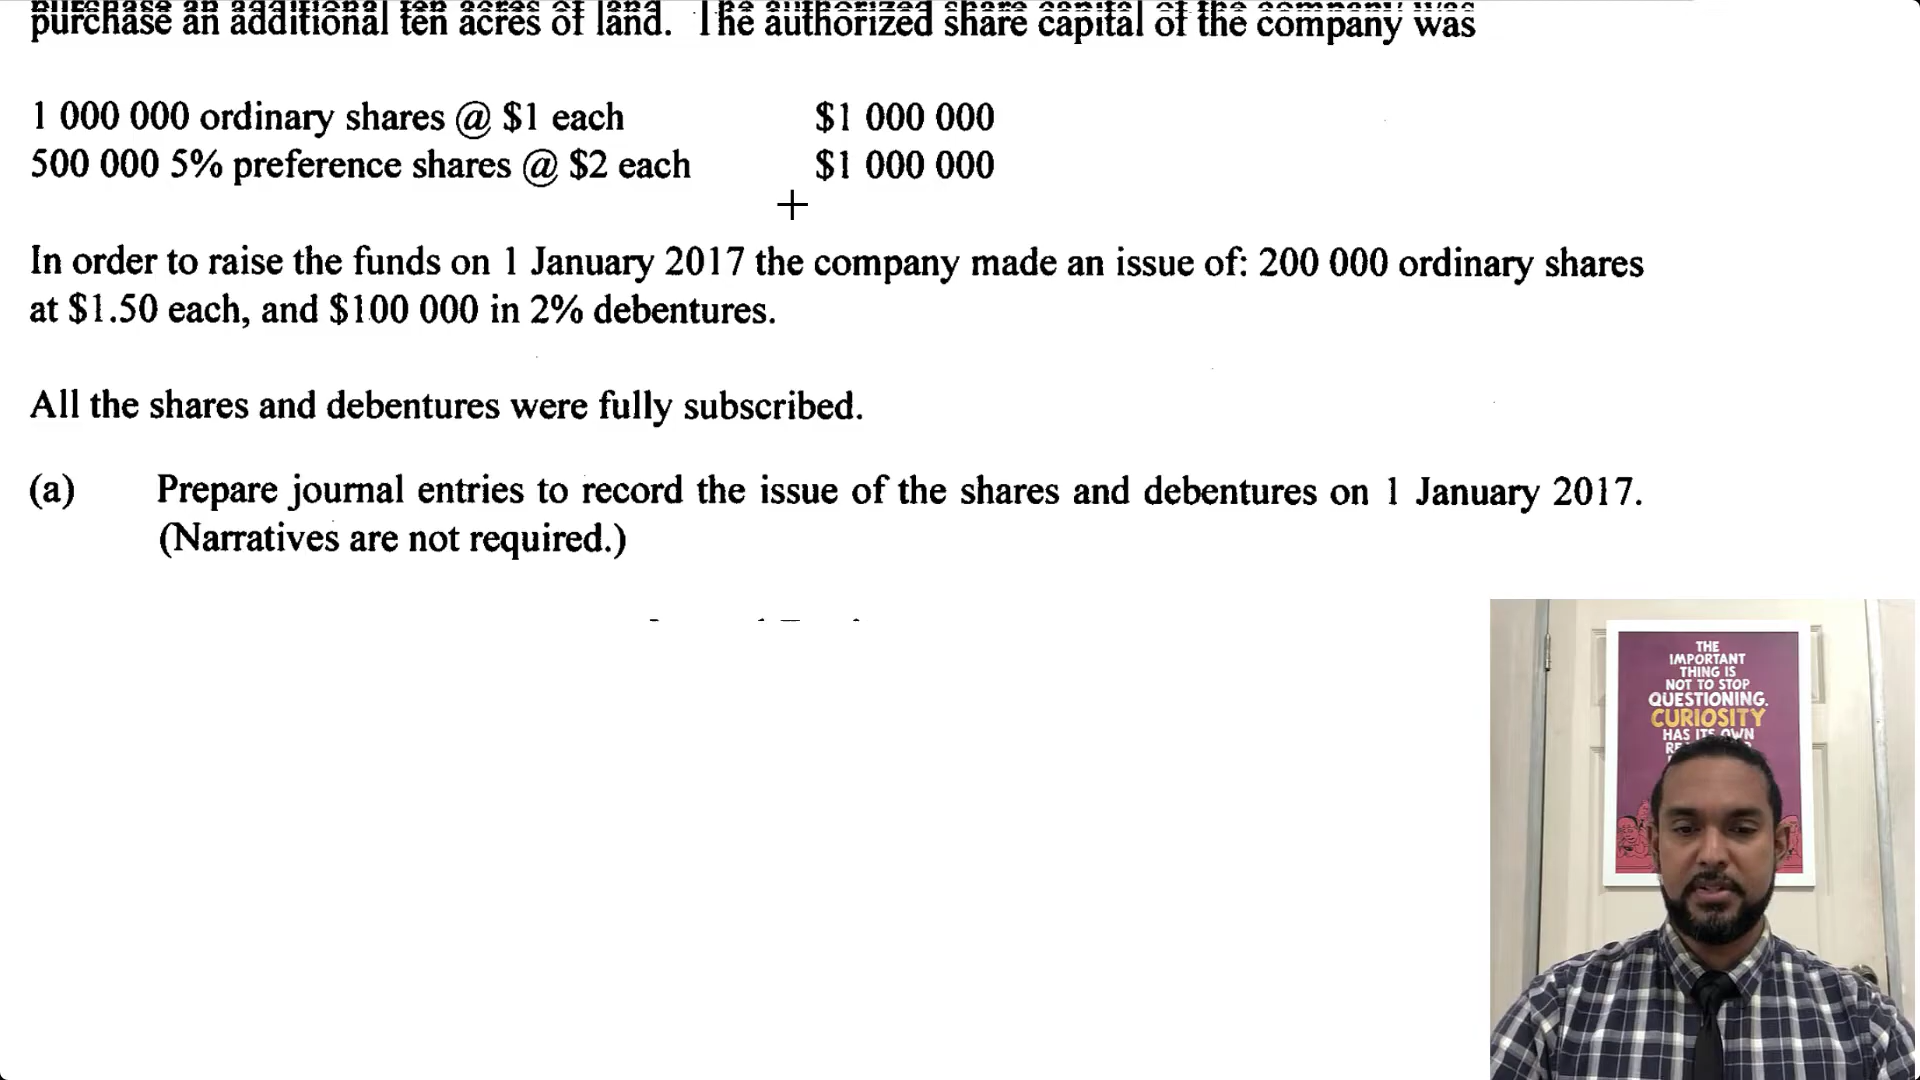 purchase an additional ten acres of land. The authorized share capital of the company was
1 000 000 ordinary shares @ $1 each $1 000 000
500 000 5% preference shares @ $2 each $1 000 000
In order to raise the funds on 1 January 2017 the company made an issue of: 200 000 ordinary shares
at $1.50 each, and $100 000 in 2% debentures.
All the shares and debentures were fully subscribed.
(a) Prepare journal entries to record the issue of the shares and debentures on 1 January 2017.
(Narratives are not required.)
THE
IMPORTANT
THING IS
NOT TO STOP
QUESTIONING.
CURIOSITY
HAS ITS OWN